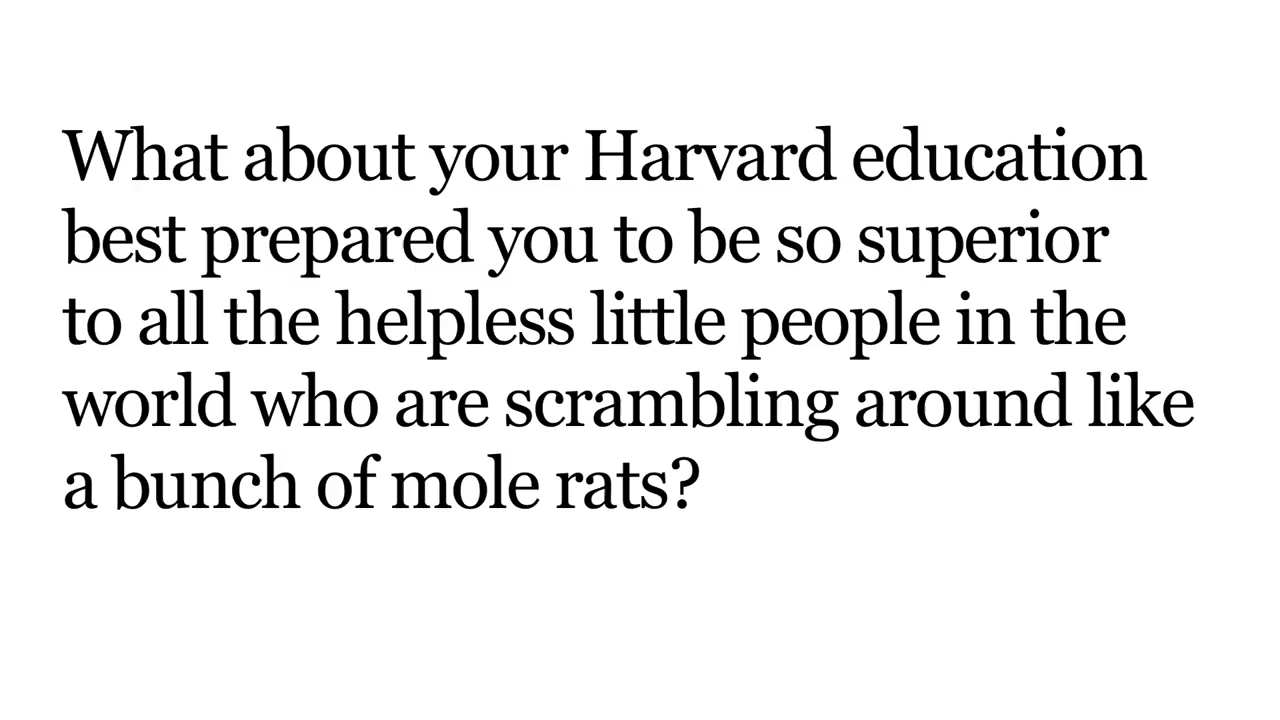 What about your Harvard education
best prepared you to be so superior
to all the helpless little people in the
world who are scrambling around like
a bunch of mole rats?